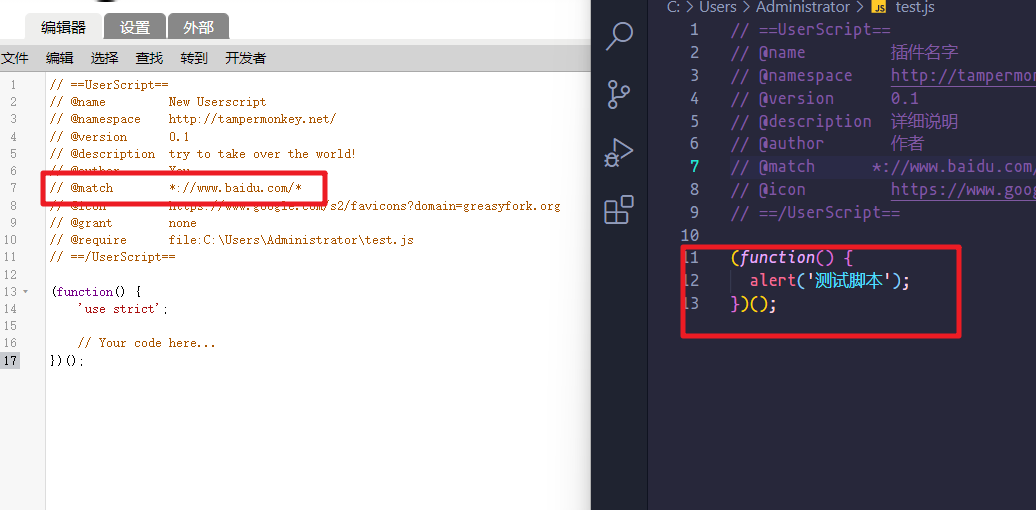 编辑器 设置 外部
文件 编辑 选择 查找 转到 开发者
1 // ==UserScript==
2 // @name New Userscript
3 // @namespace http://tampermonkey.net/
4 // @version 0.1
5 // @description try to take over the world!
6 // @author You
7 // @match *://www.baidu.com/*
8 // @icon https://www.google.com/s2/favicons?domain=greasyfork.org
9 // @grant none
10 // @require file:C:\Users\Administrator\test.js
11 // ==/UserScript==
12
13 (function() {
14 'use strict';
15
16 // Your code here...
17 })();
C: > Users > Administrator > JS test.js
1 // ==UserScript==
2 // @name 插件名字
3 // @namespace http://tampermon
4 // @version 0.1
5 // @description 详细说明
6 // @author 作者
7 // @match *://www.baidu.com/
8 // @icon https://www.goog
9 // ==/UserScript==
10
11 (function() {
12 alert('测试脚本');
13 })();